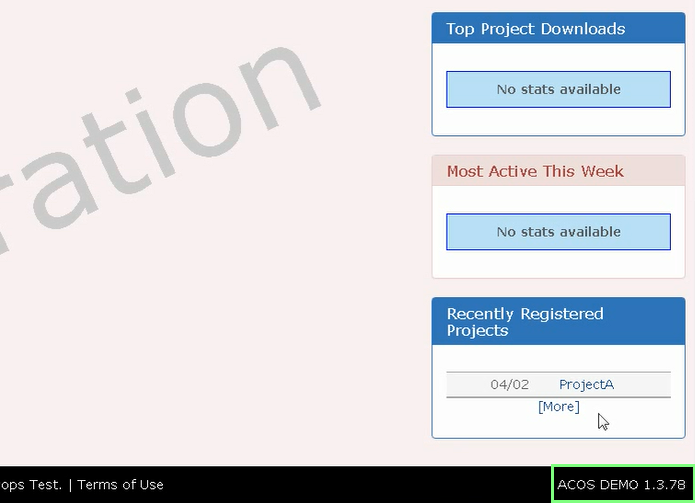 ration
Top Project Downloads
No stats available
Most Active This Week
No stats available
Recently Registered
Projects
04/02 ProjectA
[More]
ops Test. | Terms of Use
ACOS DEMO 1.3.78